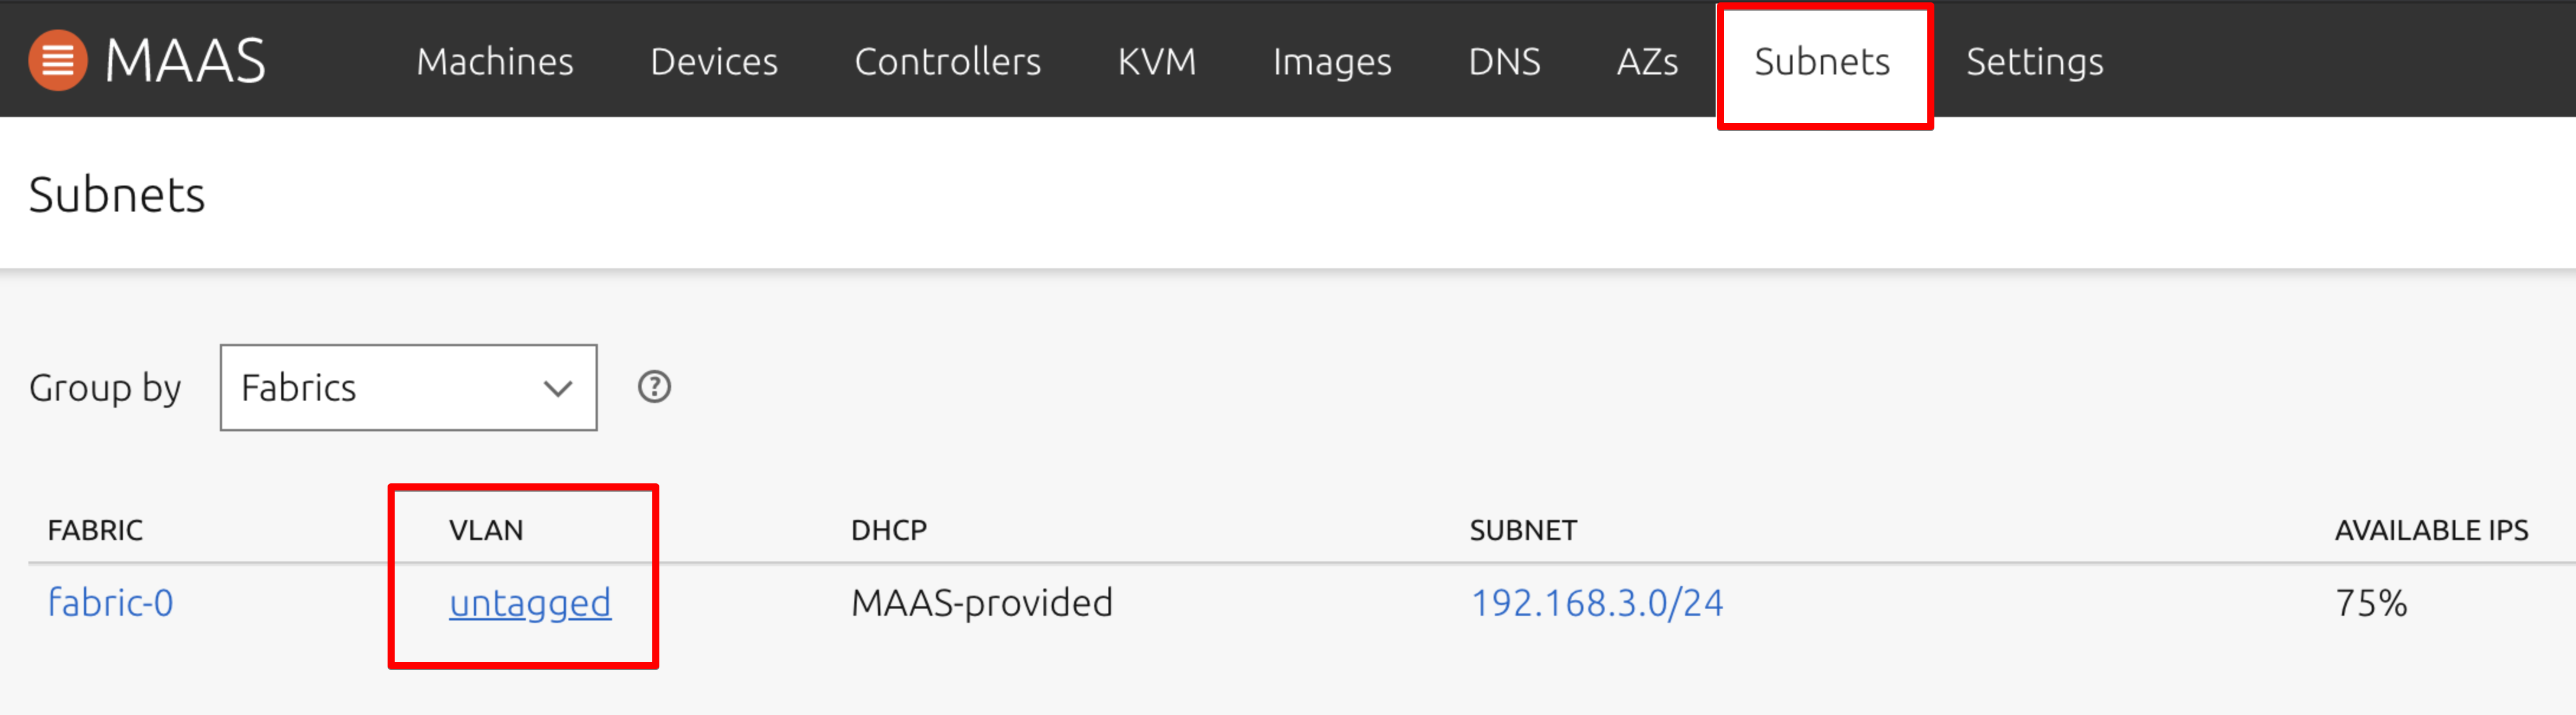 MAAS Machines Devices Controllers KVM Images DNS AZs Subnets Settings
Subnets
Group by Fabrics ?
FABRIC VLAN DHCP SUBNET AVAILABLE IPS
fabric-0 untagged MAAS-provided 192.168.3.0/24 75%